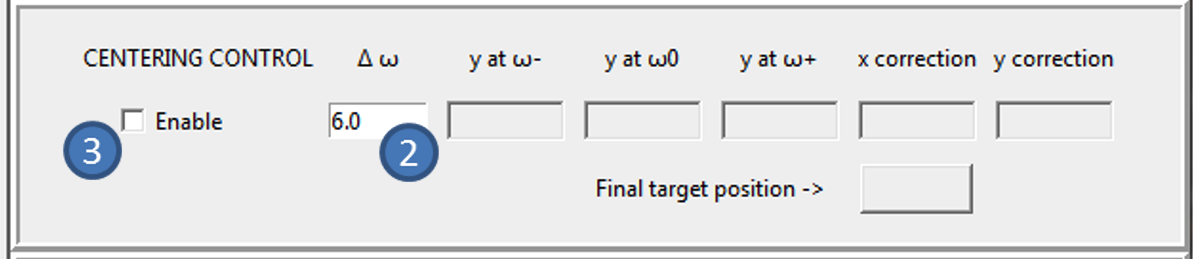 CENTERING CONTROL Δ ω y at ω- y at ω0 y at ω+ x correction y correction
Enable 6.0
3 2
Final target position ->